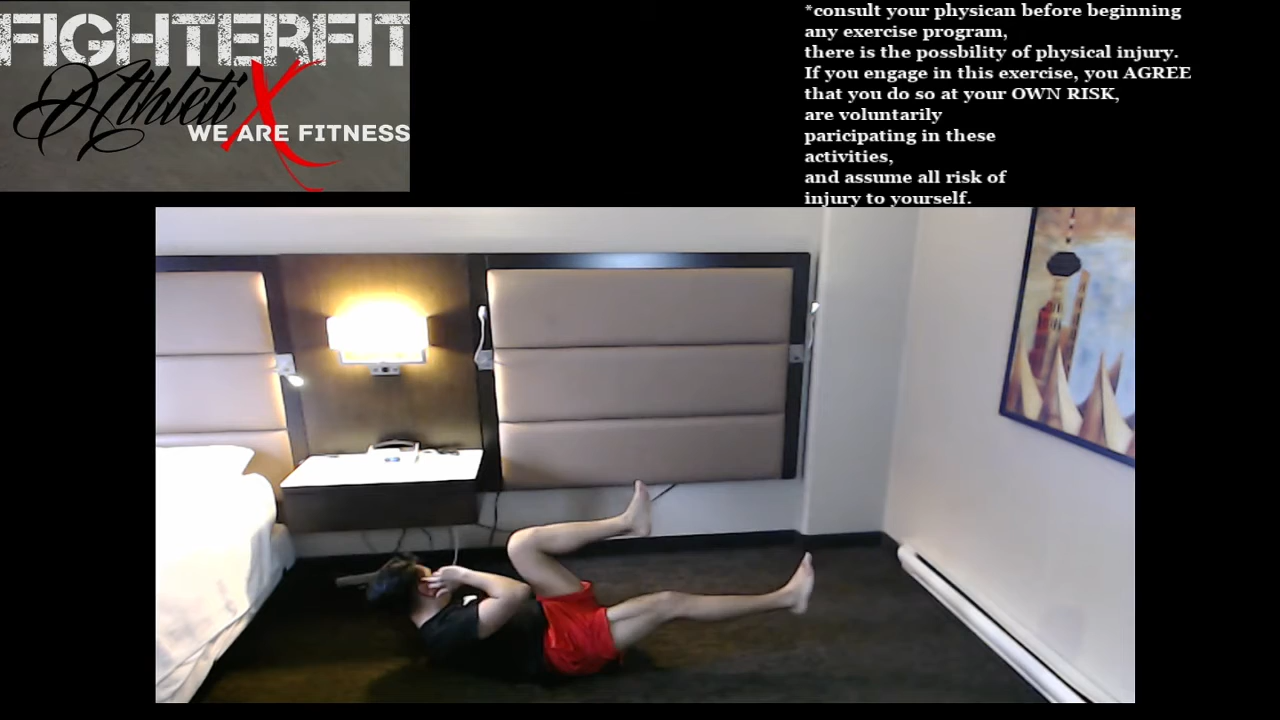 FIGHTERFIT
AthletiX
WE ARE FITNESS
*consult your physican before beginning
any exercise program,
there is the possbility of physical injury.
If you engage in this exercise, you AGREE
that you do so at your OWN RISK,
are voluntarily
paricipating in these
activities,
and assume all risk of
injury to yourself.